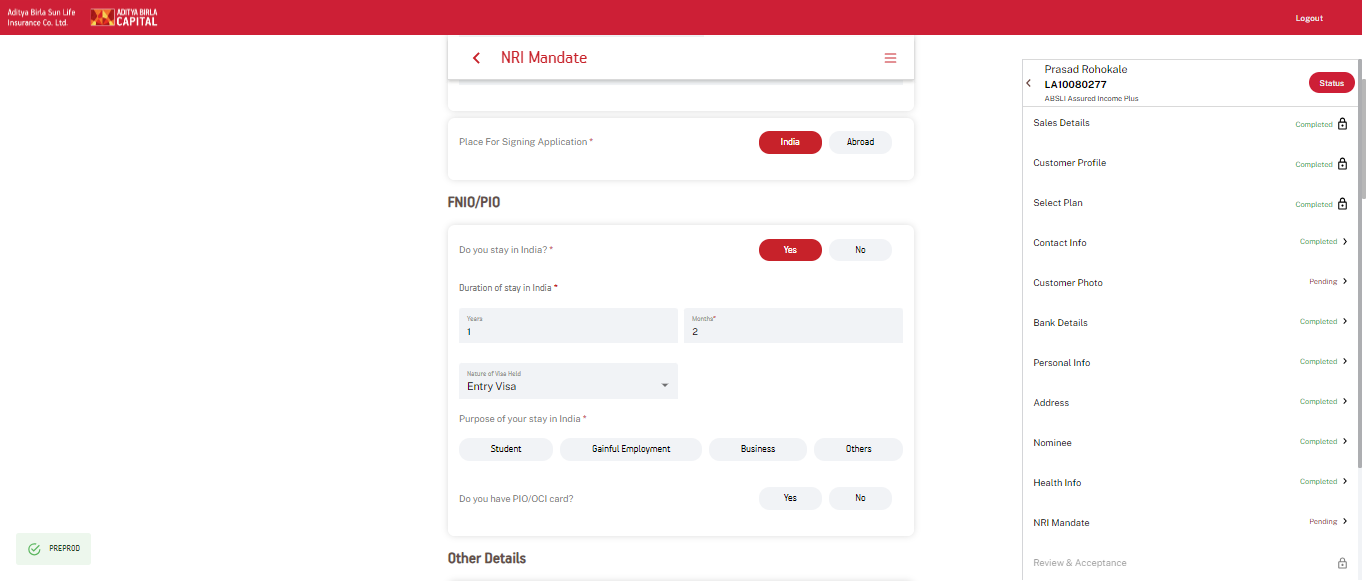 Aditya Birla Sun Life
Insurance Co. Ltd.
ADITYA BIRLA
CAPITAL
Logout
NRI Mandate
Place For Signing Application *
India
Abroad
FNIO/PIO
Do you stay in India? *
Yes
No
Duration of stay in India *
Years
1
Months*
2
Nature of Visa Held
Entry Visa
Purpose of your stay in India *
Student
Gainful Employment
Business
Others
Do you have PIO/OCI card?
Yes
No
Other Details
PREPROD
Prasad Rohokale
LA10080277
ABSLI Assured Income Plus
Status
Sales Details
Completed
Customer Profile
Completed
Select Plan
Completed
Contact Info
Completed
Customer Photo
Pending
Bank Details
Completed
Personal Info
Completed
Address
Completed
Nominee
Completed
Health Info
Completed
NRI Mandate
Pending
Review & Acceptance